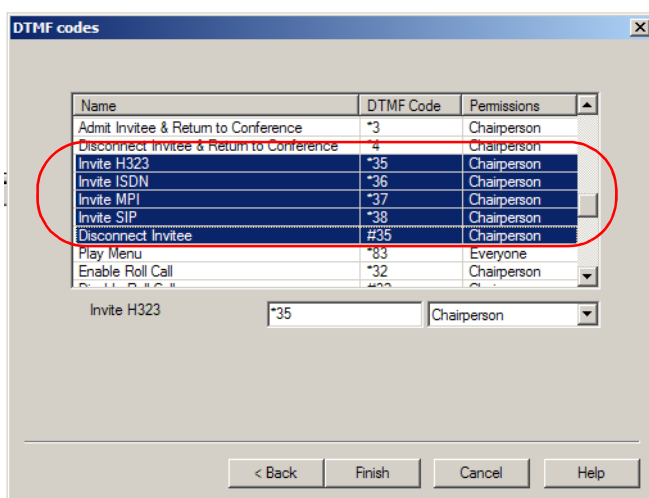 DTMF codes
Name DTMF Code Permissions
Admit Invitee & Return to Conference *3 Chairperson
Disconnect Invitee & Return to Conference *4 Chairperson
Invite H323 *35 Chairperson
Invite ISDN *36 Chairperson
Invite MPI *37 Chairperson
Invite SIP *38 Chairperson
Disconnect Invitee #35 Chairperson
Play Menu *83 Everyone
Enable Roll Call *32 Chairperson
Invite H323 *35 Chairperson
< Back Finish Cancel Help